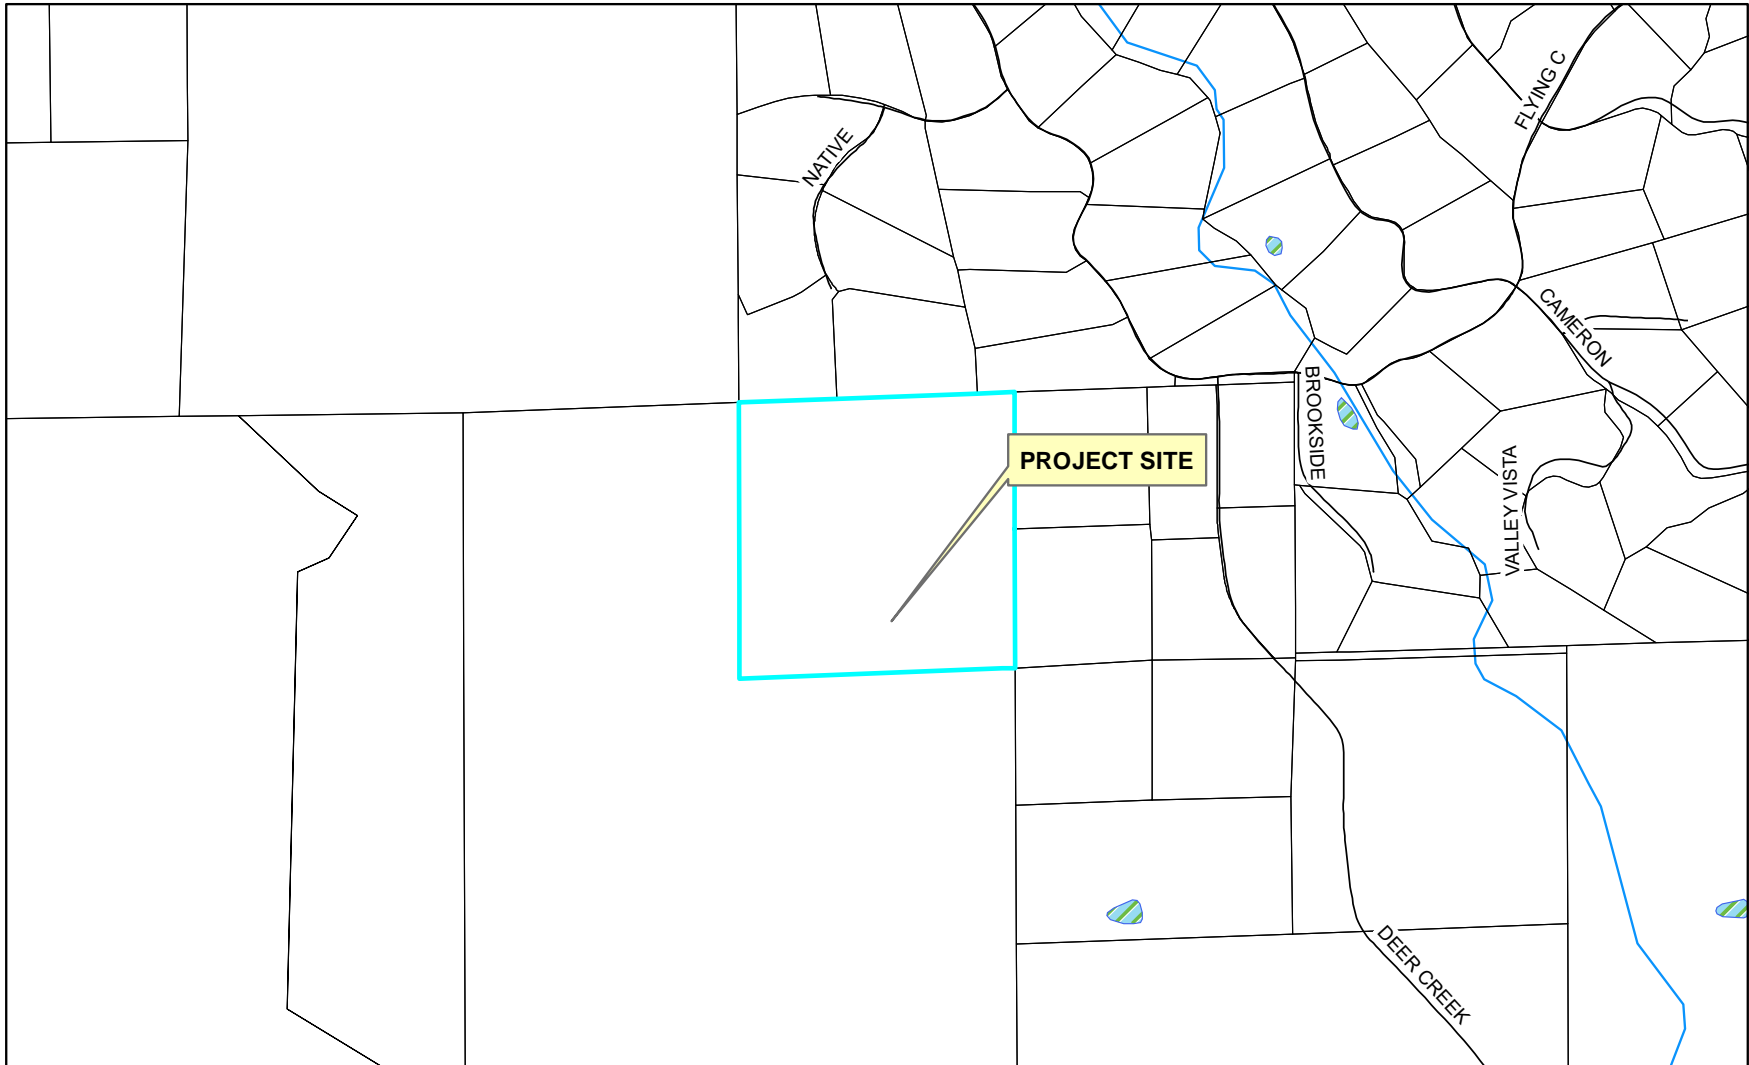 FLYING C
NATIVE
CAMERON
BROOKSIDE
PROJECT SITE
VALLEY VISTA
DEER CREEK